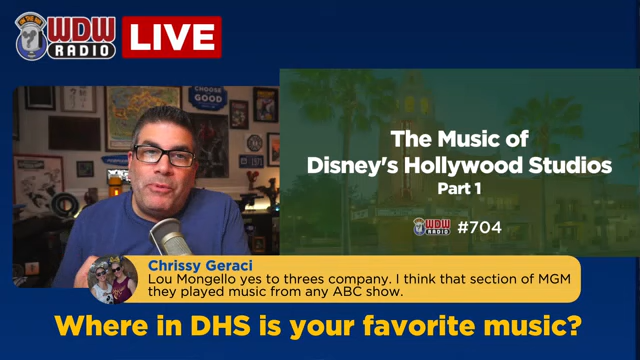 WDW
RADIO
LIVE
CHOOSE
GOOD
The Music of
Disney's Hollywood Studios
Part 1
WDW
RADIO
#704
Chrissy Geraci
Lou Mongello yes to threes company. I think that section of MGM
they played music from any ABC show.
Where in DHS is your favorite music?